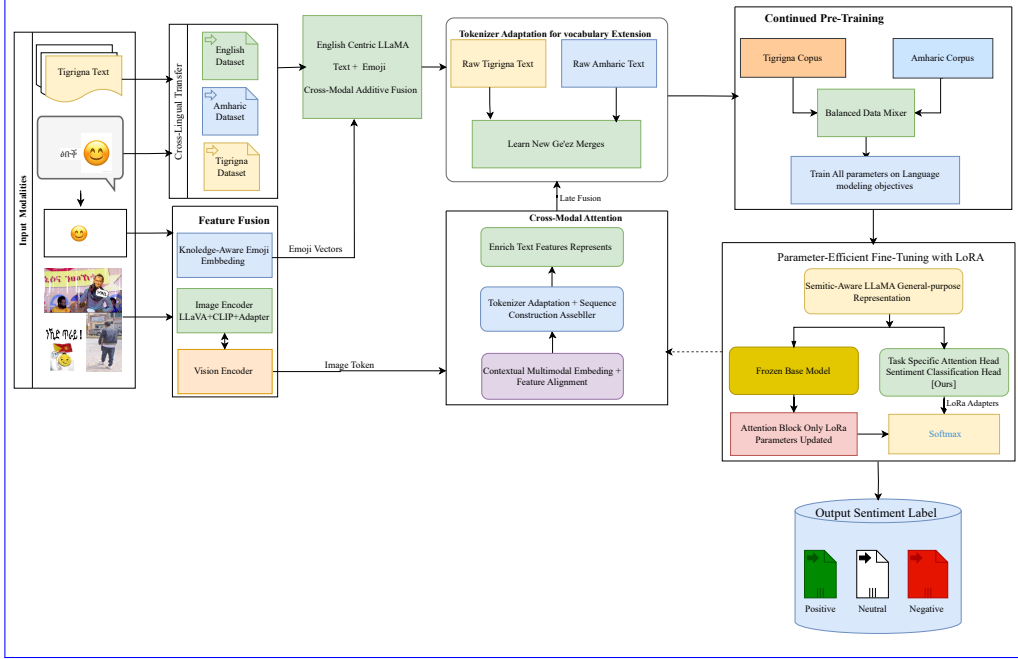 Input Modalities
Tigrigna Text
ዕበቾ
Cross-Lingual Transfer
English
Dataset
Amharic
Dataset
Tigrigna
Dataset
English Centric LLaMA
Text + Emoji
Cross-Modal Additive Fusion
Tokenizer Adaptation for vocabulary Extension
Raw Tigrigna Text
Raw Amharic Text
Learn New Ge'ez Merges
Continued Pre-Training
Tigrigna Copus
Amharic Corpus
Balanced Data Mixer
Train All parameters on Language
modeling objectives
Feature Fusion
Knoledge-Aware Emoji
Embbeding
Emoji Vectors
Image Encoder
LLaVA+CLIP+Adapter
Vision Encoder
Image Token
Late Fusion
Cross-Modal Attention
Enrich Text Features Represents
Tokenizer Adaptation + Sequence
Construction Assebller
Contextual Multimodal Embeding +
Feature Alignment
Parameter-Efficient Fine-Tuning with LoRA
Semitic-Aware LLaMA General-purpose
Representation
Frozen Base Model
Task Specific Attention Head
Sentiment Classification Head
[Ours]
LoRa Adapters
Attention Block Only LoRa
Parameters Updated
Softmax
Output Sentiment Label
Positive
Neutral
Negative